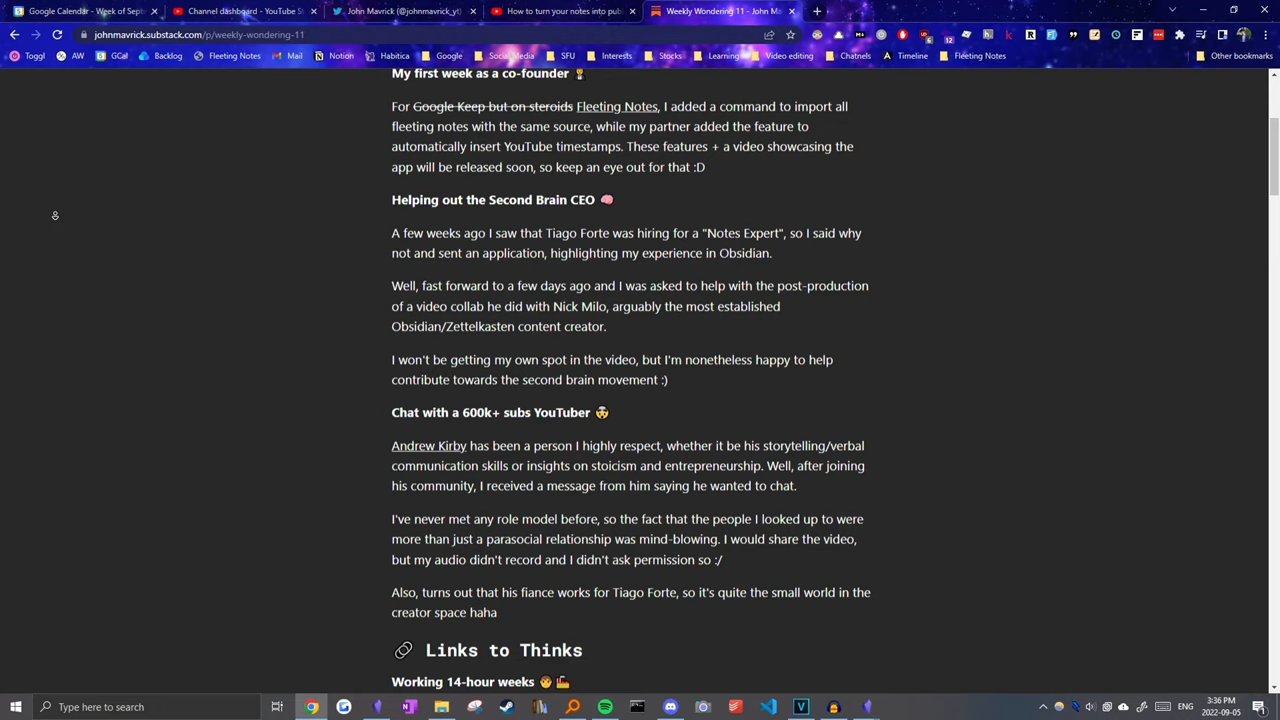 Google Calendar - Week of Sept
Channel dashboard - YouTube St
John Mavrick (@johnmavrick_yt)
How to turn your notes into publ
Weekly Wondering 11 - John Ma
johnmavrick.substack.com/p/weekly-wondering-11
Toggl
AW
GCal
Backlog
Fleeting Notes
Mail
Notion
Habitica
Google
Social Media
SFU
Interests
Stocks
Learning
Video editing
Timeline
Fleeting Notes
Other bookmarks
My first week as a co-founder
For Google Keep but on steroids Fleeting Notes, I added a command to import all
fleeting notes with the same source, while my partner added the feature to
automatically insert YouTube timestamps. These features + a video showcasing the
app will be released soon, so keep an eye out for that :D
Helping out the Second Brain CEO 🧠
A few weeks ago I saw that Tiago Forte was hiring for a "Notes Expert", so I said why
not and sent an application, highlighting my experience in Obsidian.
Well, fast forward to a few days ago and I was asked to help with the post-production
of a video collab he did with Nick Milo, arguably the most established
Obsidian/Zettelkasten content creator.
I won't be getting my own spot in the video, but I'm nonetheless happy to help
contribute towards the second brain movement :)
Chat with a 600k+ subs YouTuber 🤯
Andrew Kirby has been a person I highly respect, whether it be his storytelling/verbal
communication skills or insights on stoicism and entrepreneurship. Well, after joining
his community, I received a message from him saying he wanted to chat.
I've never met any role model before, so the fact that the people I looked up to were
more than just a parasocial relationship was mind-blowing. I would share the video,
but my audio didn't record and I didn't ask permission so :/
Also, turns out that his fiance works for Tiago Forte, so it's quite the small world in the
creator space haha
🔗 Links to Thinks
Working 14-hour weeks
Type here to search
ENG
3:36 PM
2022-09-05